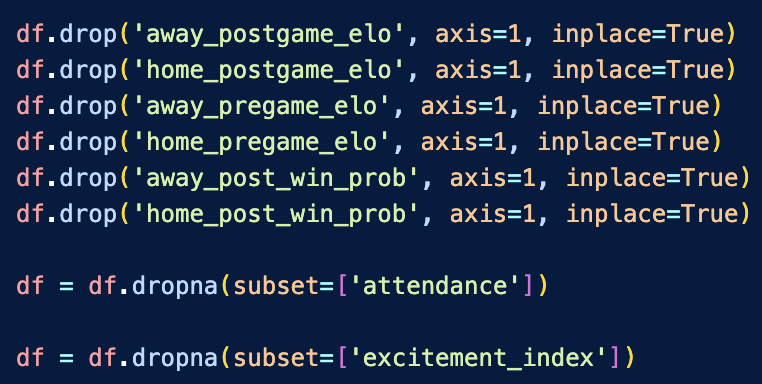 df.drop('away_postgame_elo', axis=1, inplace=True)
df.drop('home_postgame_elo', axis=1, inplace=True)
df.drop('away_pregame_elo', axis=1, inplace=True)
df.drop('home_pregame_elo', axis=1, inplace=True)
df.drop('away_post_win_prob', axis=1, inplace=True)
df.drop('home_post_win_prob', axis=1, inplace=True)
df = df.dropna(subset=['attendance'])
df = df.dropna(subset=['excitement_index'])